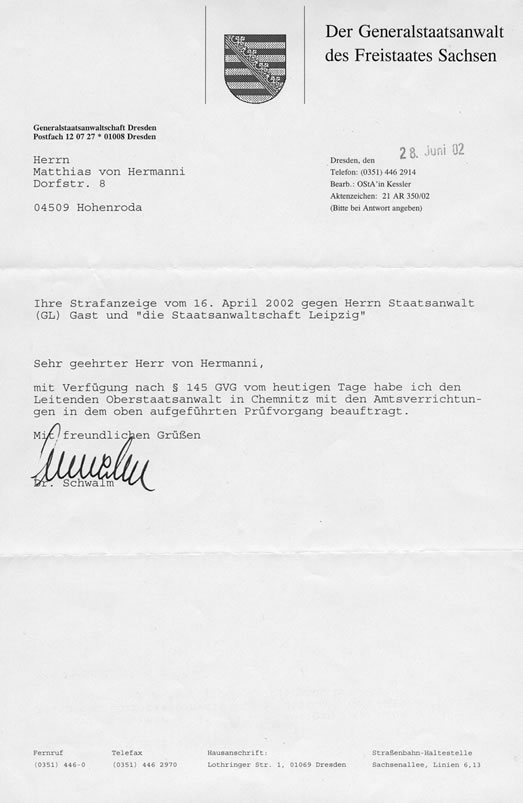 Der Generalstaatsanwalt
des Freistaates Sachsen
Generalstaatsanwaltschaft Dresden
Postfach 12 07 27 * 01008 Dresden
Herrn
Matthias von Hermanni
Dorfstr. 8
04509 Hohenroda
Dresden, den 28. Juni 02
Telefon: (0351) 446 2914
Bearb.: OStA'in Kessler
Aktenzeichen: 21 AR 350/02
(Bitte bei Antwort angeben)
Ihre Strafanzeige vom 16. April 2002 gegen Herrn Staatsanwalt
(GL) Gast und "die Staatsanwaltschaft Leipzig"
Sehr geehrter Herr von Hermanni,
mit Verfügung nach § 145 GVG vom heutigen Tage habe ich den
Leitenden Oberstaatsanwalt in Chemnitz mit den Amtsverrichtun-
gen in dem oben aufgeführten Prüfvorgang beauftragt.
Mit freundlichen Grüßen
Dr. Schwalm
Fernruf
(0351) 446-0
Telefax
(0351) 446 2970
Hausanschrift:
Lothringer Str. 1, 01069 Dresden
Straßenbahn-Haltestelle
Sachsenallee, Linien 6,13